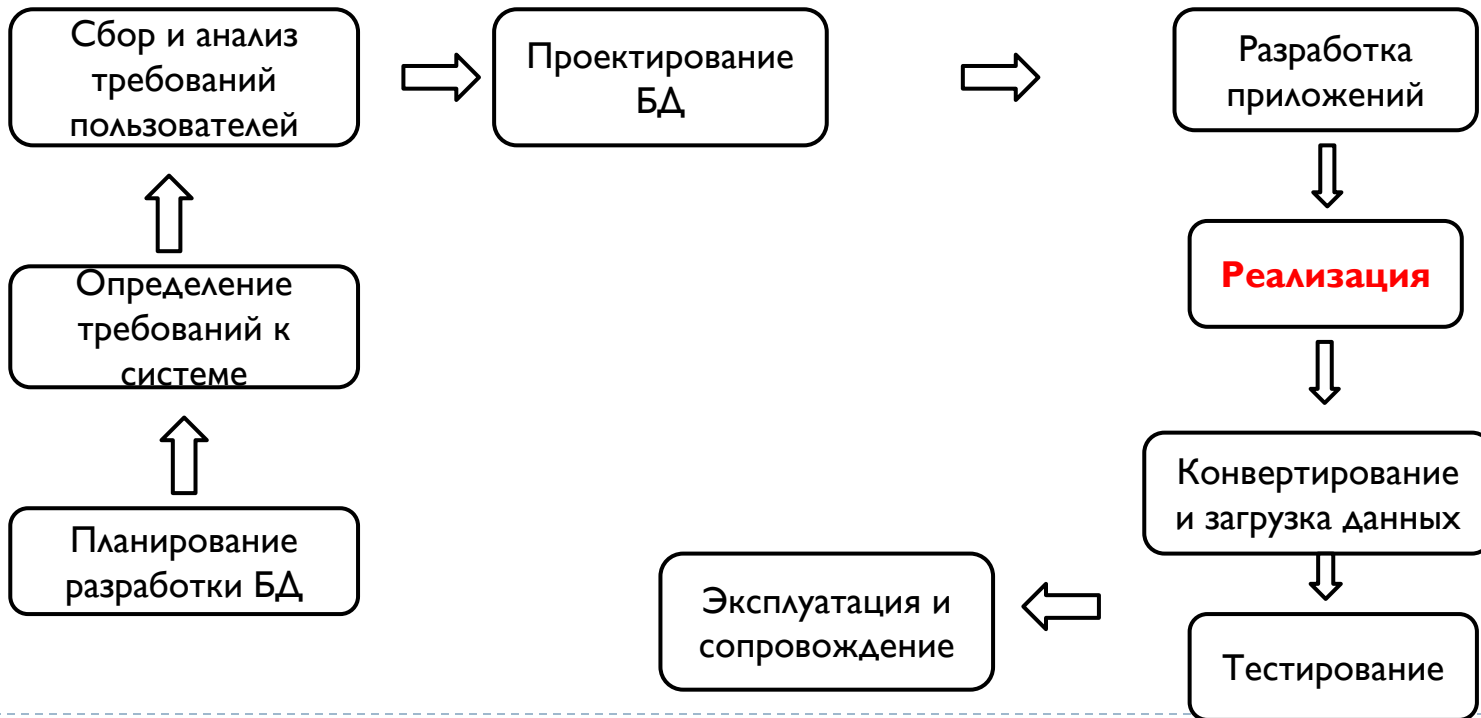 Сбор и анализ
требований
пользователей
Проектирование
БД
Разработка
приложений
Реализация
Определение
требований к
системе
Конвертирование
и загрузка данных
Планирование
разработки БД
Эксплуатация и
сопровождение
Тестирование